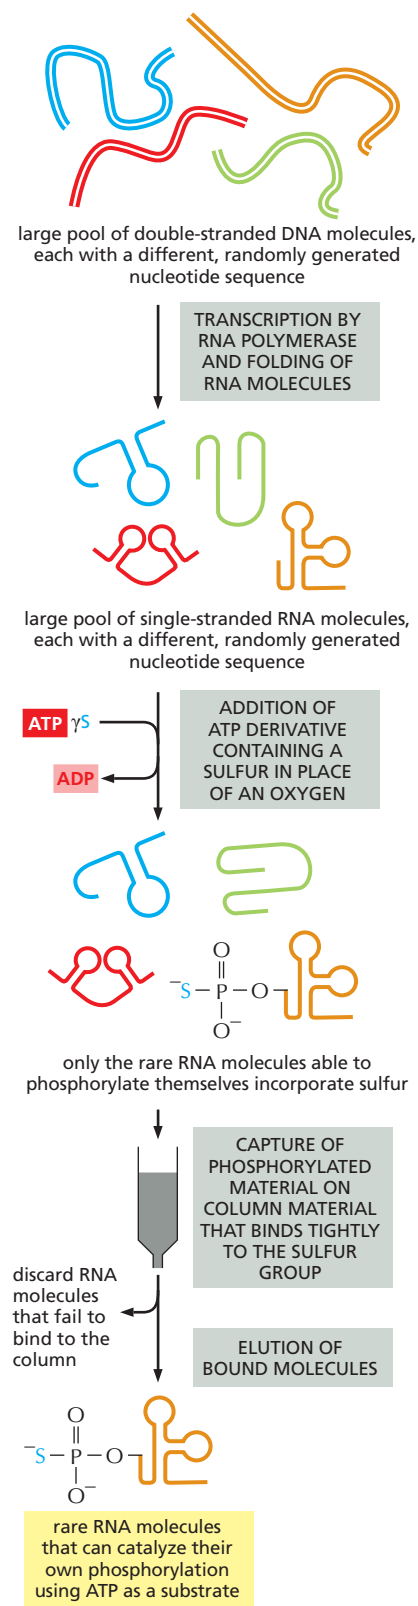 large pool of double-stranded DNA molecules,
each with a different, randomly generated
nucleotide sequence
TRANSCRIPTION BY
RNA POLYMERASE
AND FOLDING OF
RNA MOLECULES
large pool of single-stranded RNA molecules,
each with a different, randomly generated
nucleotide sequence
ATP γS
ADP
ADDITION OF
ATP DERIVATIVE
CONTAINING A
SULFUR IN PLACE
OF AN OXYGEN
O
⁻S–P–O–
O⁻
only the rare RNA molecules able to
phosphorylate themselves incorporate sulfur
CAPTURE OF
PHOSPHORYLATED
MATERIAL ON
COLUMN MATERIAL
THAT BINDS TIGHTLY
TO THE SULFUR
GROUP
discard RNA
molecules
that fail to
bind to the
column
ELUTION OF
BOUND MOLECULES
O
⁻S–P–O–
O⁻
rare RNA molecules
that can catalyze their
own phosphorylation
using ATP as a substrate